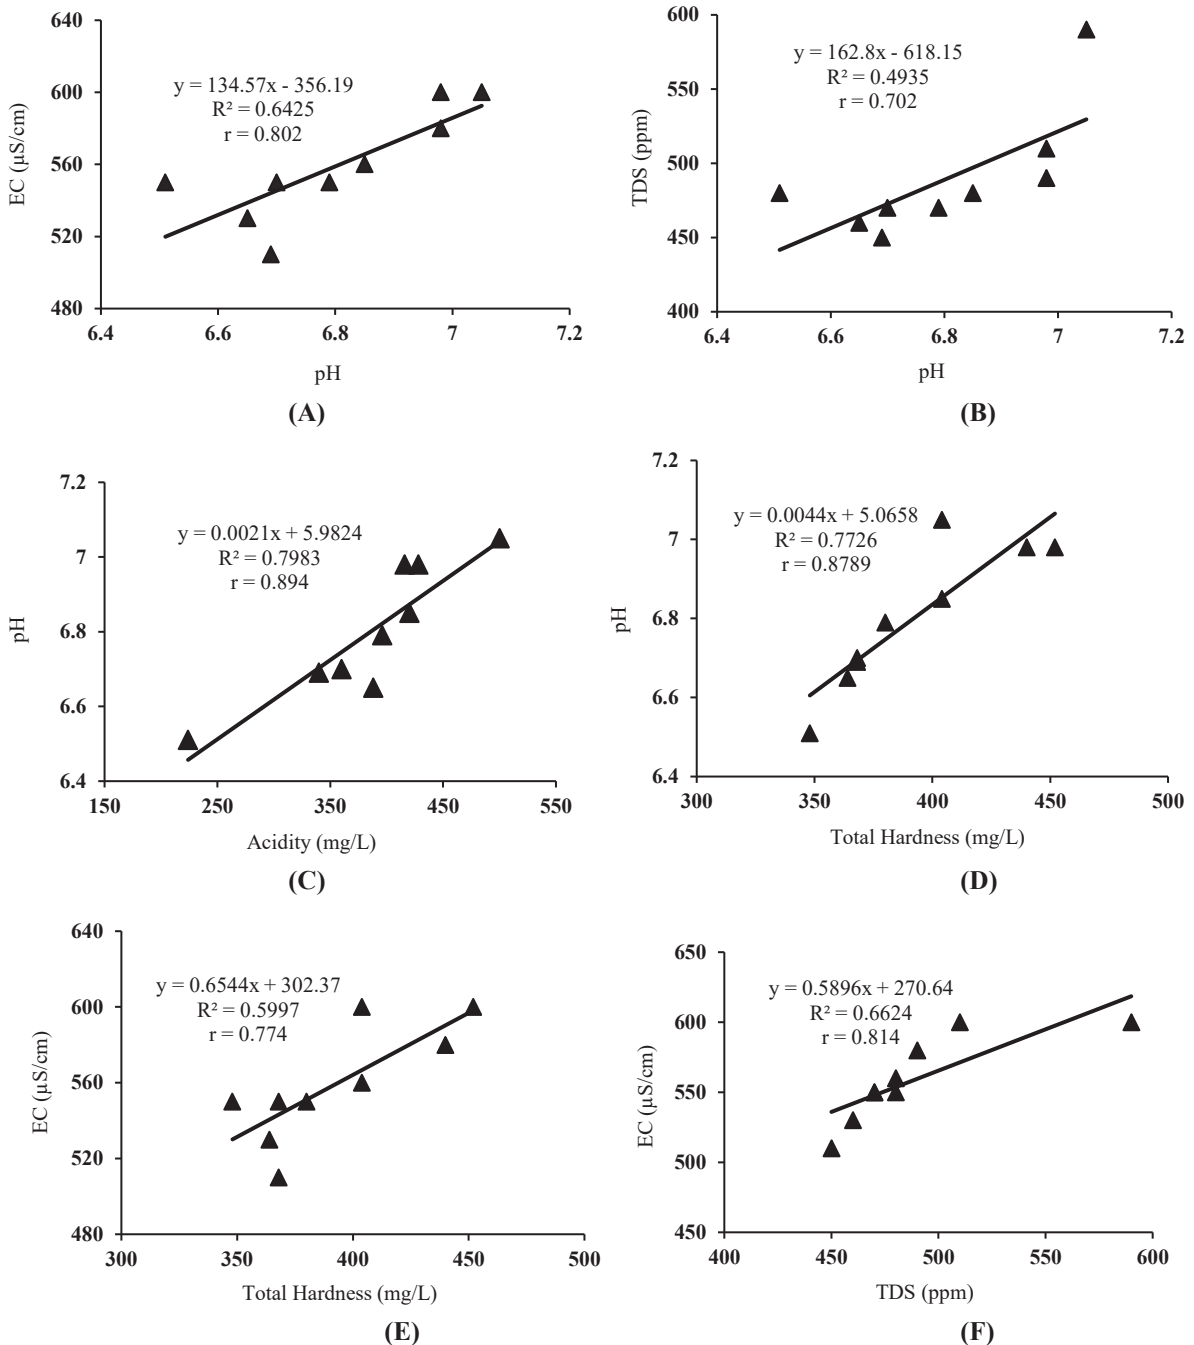 640
600
560
520
480
EC (µS/cm)
y = 134.57x - 356.19
R² = 0.6425
r = 0.802
6.4
6.6
6.8
7
7.2
pH
(A)
600
550
500
450
400
TDS (ppm)
y = 162.8x - 618.15
R² = 0.4935
r = 0.702
6.4
6.6
6.8
7
7.2
pH
(B)
7.2
7
6.8
6.6
6.4
pH
y = 0.0021x + 5.9824
R² = 0.7983
r = 0.894
150
250
350
450
550
Acidity (mg/L)
(C)
7.2
7
6.8
6.6
6.4
pH
y = 0.0044x + 5.0658
R² = 0.7726
r = 0.8789
300
350
400
450
500
Total Hardness (mg/L)
(D)
640
600
560
520
480
EC (µS/cm)
y = 0.6544x + 302.37
R² = 0.5997
r = 0.774
300
350
400
450
500
Total Hardness (mg/L)
(E)
650
600
550
500
450
EC (µS/cm)
y = 0.5896x + 270.64
R² = 0.6624
r = 0.814
400
450
500
550
600
TDS (ppm)
(F)